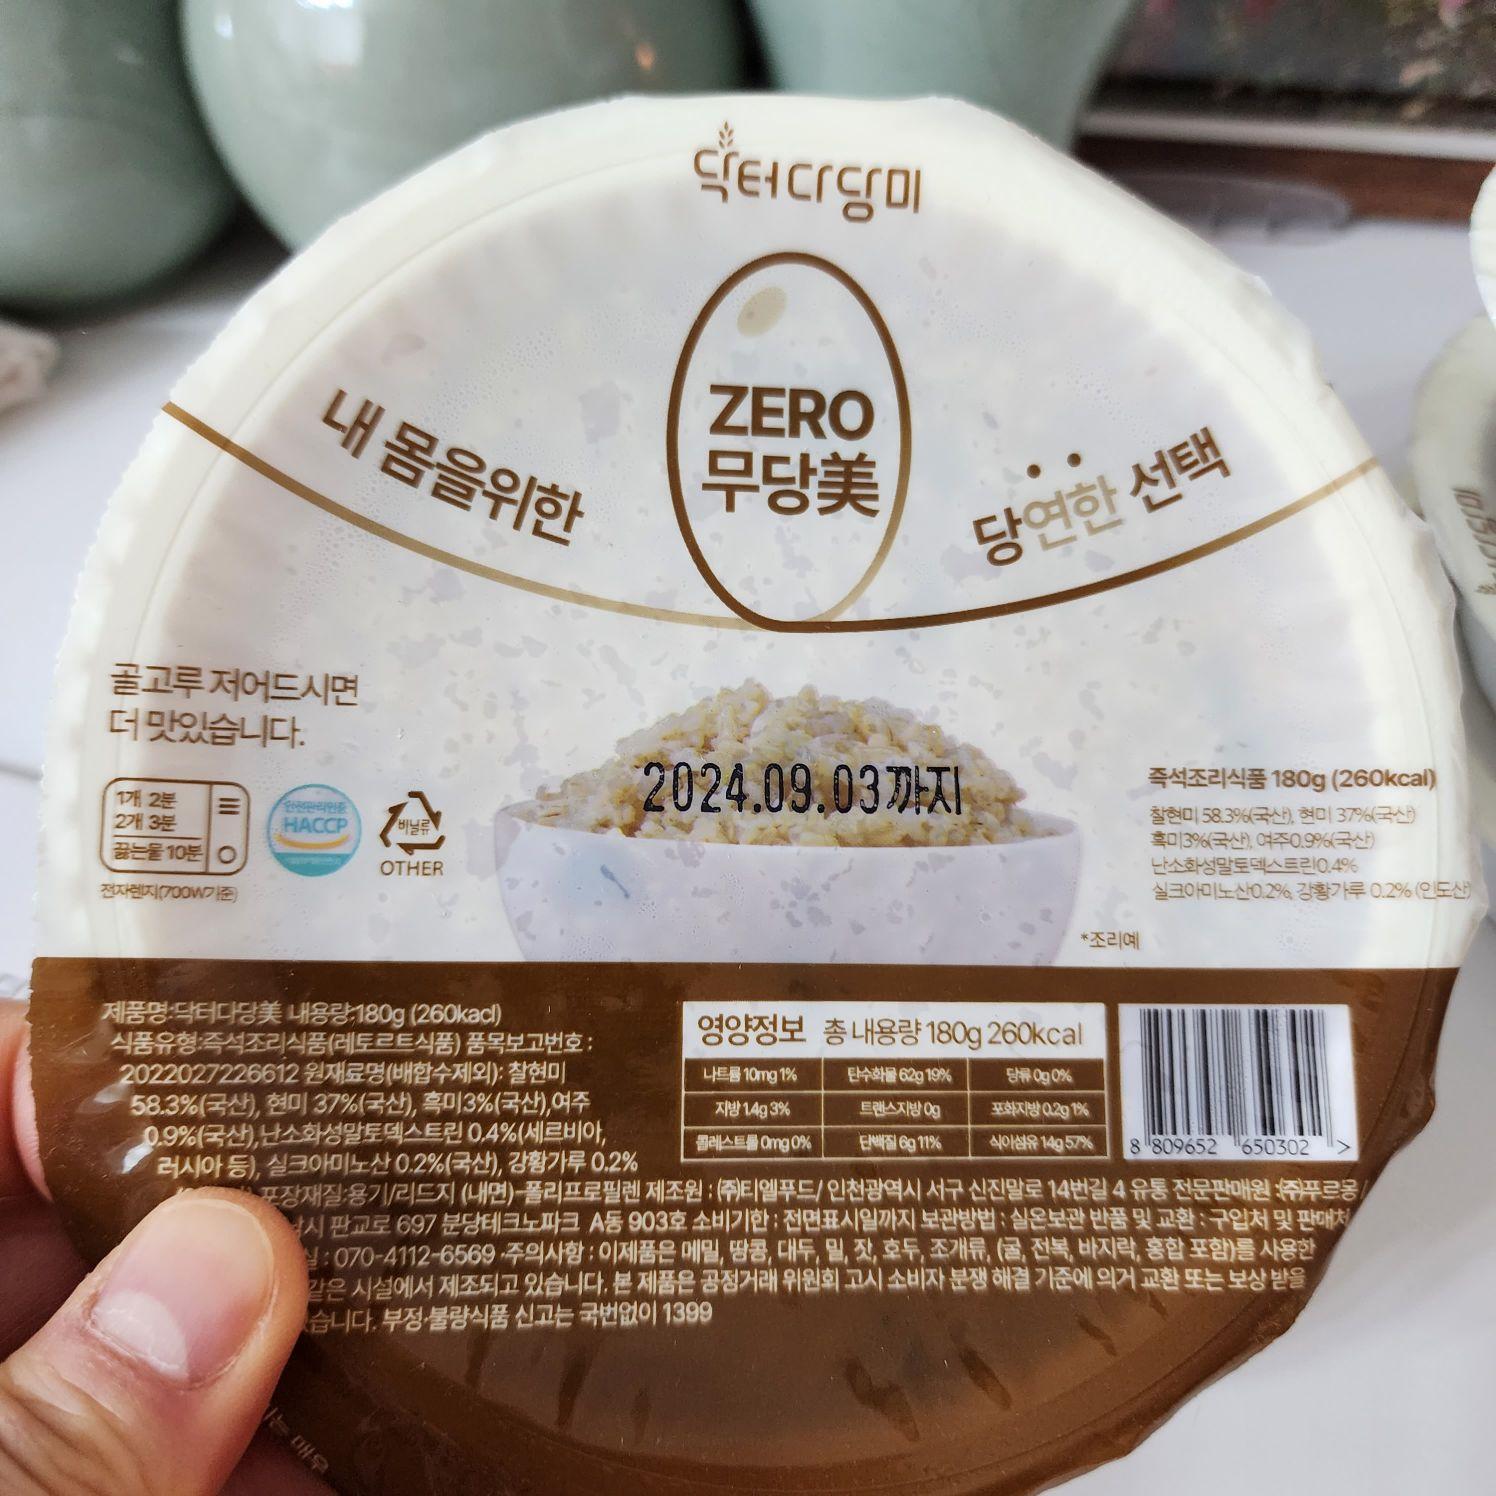 닥터다당미
ZERO
무당美
내 몸을위한
당연한 선택
골고루 저어드시면
더 맛있습니다.
1개 2분
2개 3분
끓는물 10분
전자렌지(700W기준)
안전관리인증
HACCP
비닐류
OTHER
2024.09.03까지
즉석조리식품 180g (260kcal)
찰현미 58.3%(국산), 현미 37%(국산)
흑미3%(국산), 여주0.9%(국산)
난소화성말토덱스트린0.4%
실크아미노산0.2%, 강황가루 0.2% (인도산)
*조리예
제품명:닥터다당美 내용량:180g (260kacl)
식품유형:즉석조리식품(레토르트식품) 품목보고번호 :
2022027226612 원재료명(배합수제외): 찰현미
58.3%(국산), 현미 37%(국산), 흑미3%(국산),여주
0.9%(국산),난소화성말토덱스트린 0.4%(세르비아,
러시아 등), 실크아미노산 0.2%(국산), 강황가루 0.2%
포장재질:용기/리드지 (내면)-폴리프로필렌 제조원 : (주)티엘푸드/ 인천광역시 서구 신진말로 14번길 4 유통 전문판매원 :(주)푸르몽 /
시 판교로 697 분당테크노파크 A동 903호 소비기한 : 전면표시일까지 보관방법 : 실온보관 반품 및 교환 : 구입처 및 판매처
실 : 070-4112-6569 ·주의사항 : 이제품은 메밀, 땅콩, 대두, 밀, 잣, 호두, 조개류, (굴, 전복, 바지락, 홍합 포함)를 사용한
같은 시설에서 제조되고 있습니다. 본 제품은 공정거래 위원회 고시 소비자 분쟁 해결 기준에 의거 교환 또는 보상 받을
습니다. 부정·불량식품 신고는 국번없이 1399
영양정보 총 내용량 180g 260kcal
나트륨 10mg 1% 탄수화물 62g 19% 당류 0g 0%
지방 1.4g 3% 트랜스지방 0g 포화지방 0.2g 1%
콜레스트롤 0mg 0% 단백질 6g 11% 식이섬유 14g 57%
8 809652 650302 >